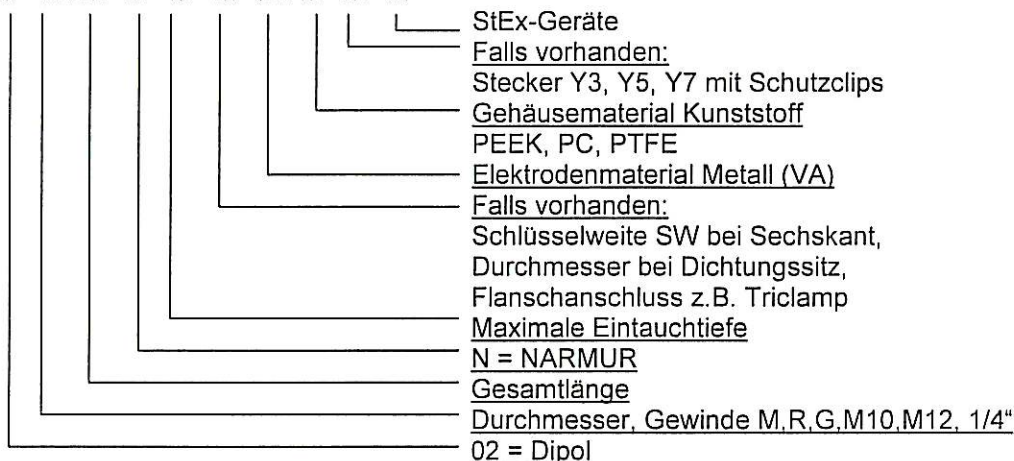 StEx-Geräte
Falls vorhanden:
Stecker Y3, Y5, Y7 mit Schutzclips
Gehäusematerial Kunststoff
PEEK, PC, PTFE
Elektrodenmaterial Metall (VA)
Falls vorhanden:
Schlüsselweite SW bei Sechskant,
Durchmesser bei Dichtungssitz,
Flanschanschluss z.B. Triclamp
Maximale Eintauchtiefe
N = NARMUR
Gesamtlänge
Durchmesser, Gewinde M,R,G,M10,M12, 1/4“
02 = Dipol